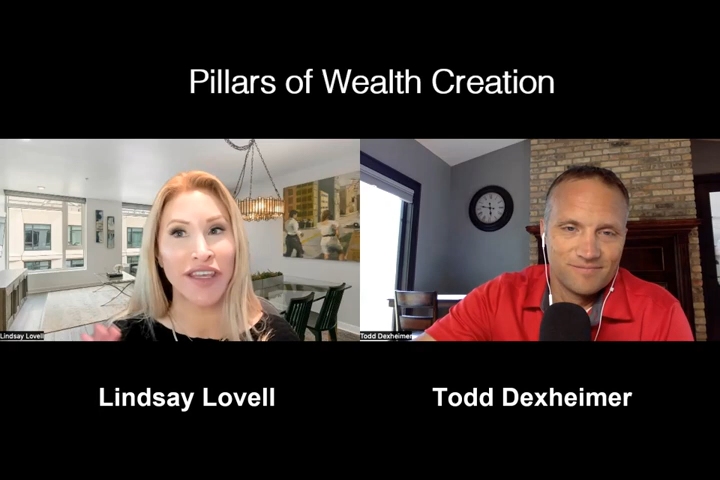 Pillars of Wealth Creation
Lindsay Lovell
Todd Dexheimer
Lindsay Lovell
Todd Dexheimer